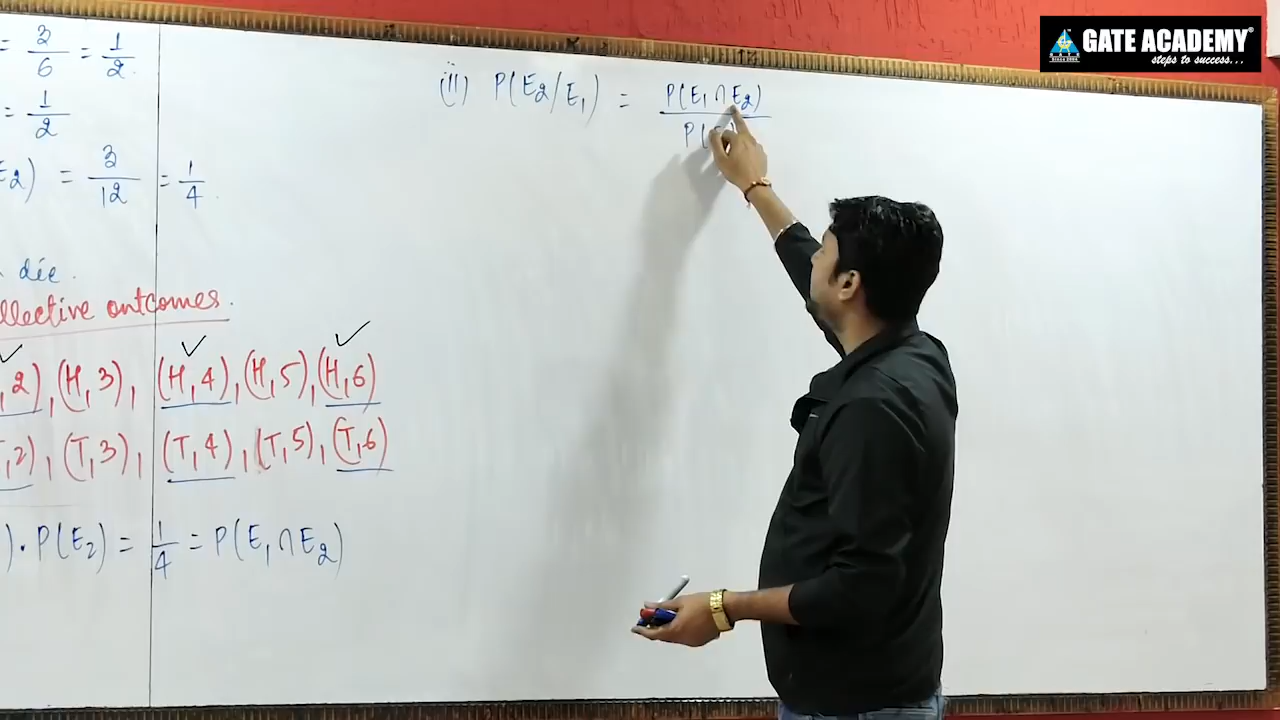 = 3/6 = 1/2.
= 1/2
E2) = 3/12 = 1/4.
die.
llective outcomes.
, 2), (H, 3), (H, 4), (H, 5), (H, 6)
T, 2), (T, 3), (T, 4), (T, 5), (T, 6)
) . P(E2) = 1/4 = P(E1 ∩ E2)
(ii) P(E2/E1) = P(E1 ∩ E2)
P(
GATE ACADEMY®
steps to success...